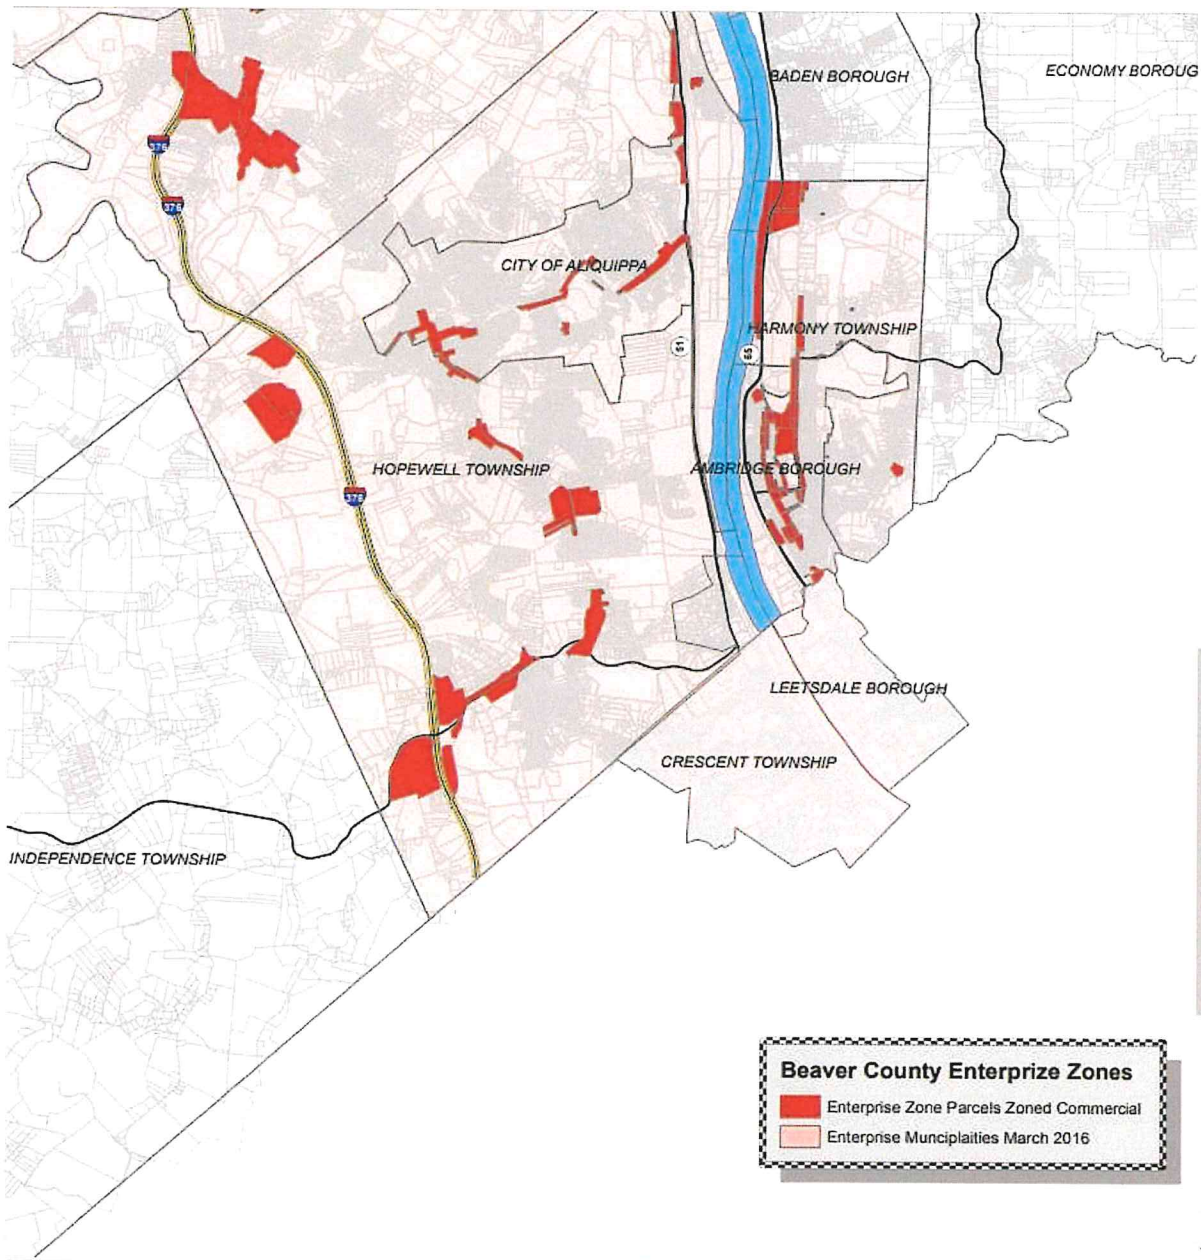 BADEN BOROUGH
ECONOMY BOROUG
376
376
CITY OF ALIQUIPPA
HARMONY TOWNSHIP
51
65
HOPEWELL TOWNSHIP
AMBRIDGE BOROUGH
376
LEETSDALE BOROUGH
CRESCENT TOWNSHIP
INDEPENDENCE TOWNSHIP
Beaver County Enterprize Zones
Enterprise Zone Parcels Zoned Commercial
Enterprise Munciplaities March 2016